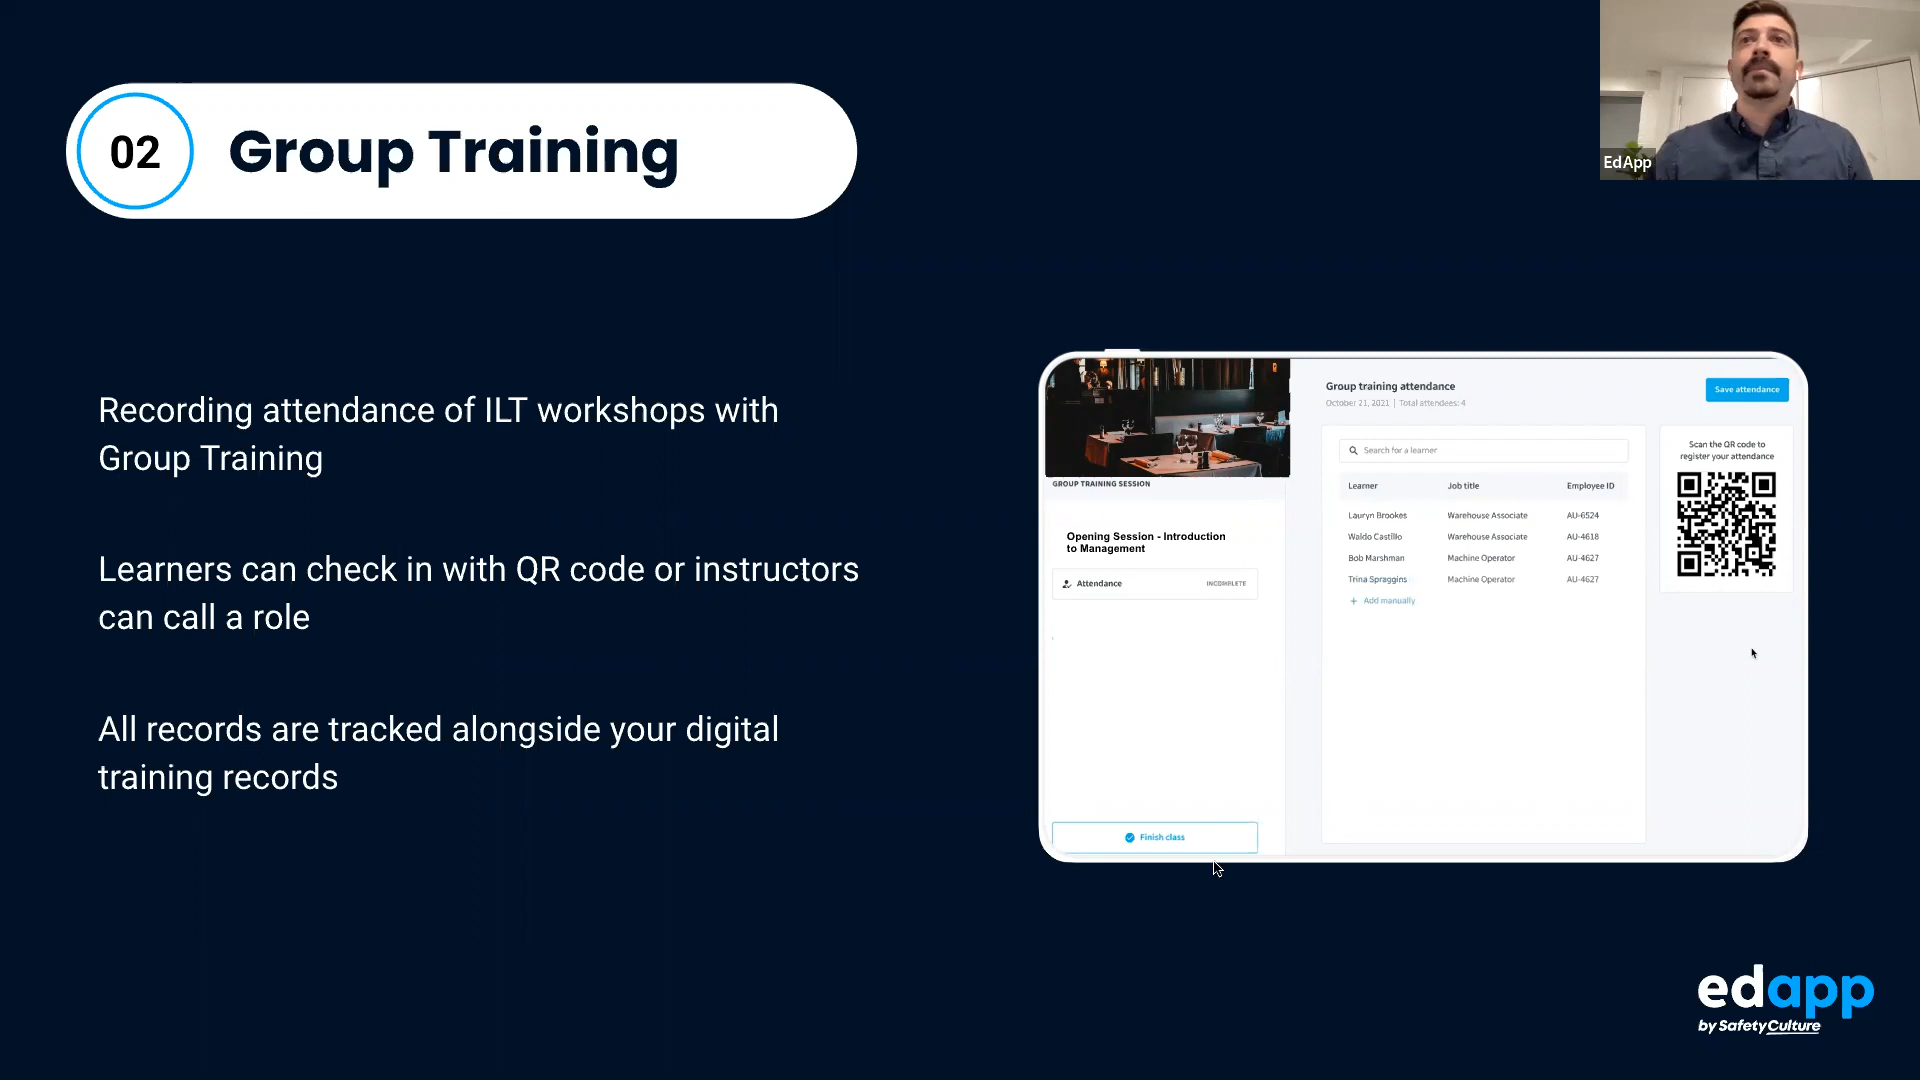 02
Group Training
EdApp
Recording attendance of ILT workshops with
Group Training
Learners can check in with QR code or instructors
can call a role
All records are tracked alongside your digital
training records
GROUP TRAINING SESSION
Opening Session - Introduction
to Management
Attendance INCOMPLETE
Finish class
Group training attendance
October 21, 2021 | Total attendees: 4
Save attendance
Search for a learner
Learner Job title Employee ID
Lauryn Brookes Warehouse Associate AU-6524
Waldo Castillo Warehouse Associate AU-4618
Bob Marshman Machine Operator AU-4627
Trina Spraggins Machine Operator AU-4627
+ Add manually
Scan the QR code to
register your attendance
edapp
by SafetyCulture